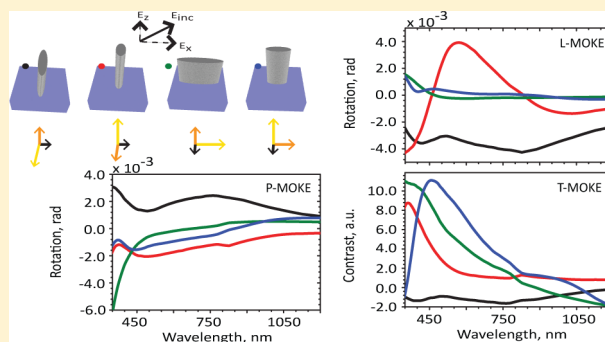 Ez
Einc
Ex
×10⁻³
L-MOKE
Rotation, rad
4.0
2.0
0.0
-2.0
-4.0
×10⁻³
P-MOKE
Rotation, rad
4.0
2.0
0.0
-2.0
-4.0
-6.0
450 750 1050
Wavelength, nm
T-MOKE
Contrast, a.u.
10.0
8.0
6.0
4.0
2.0
0.0
-2.0
450 750 1050
Wavelength, nm